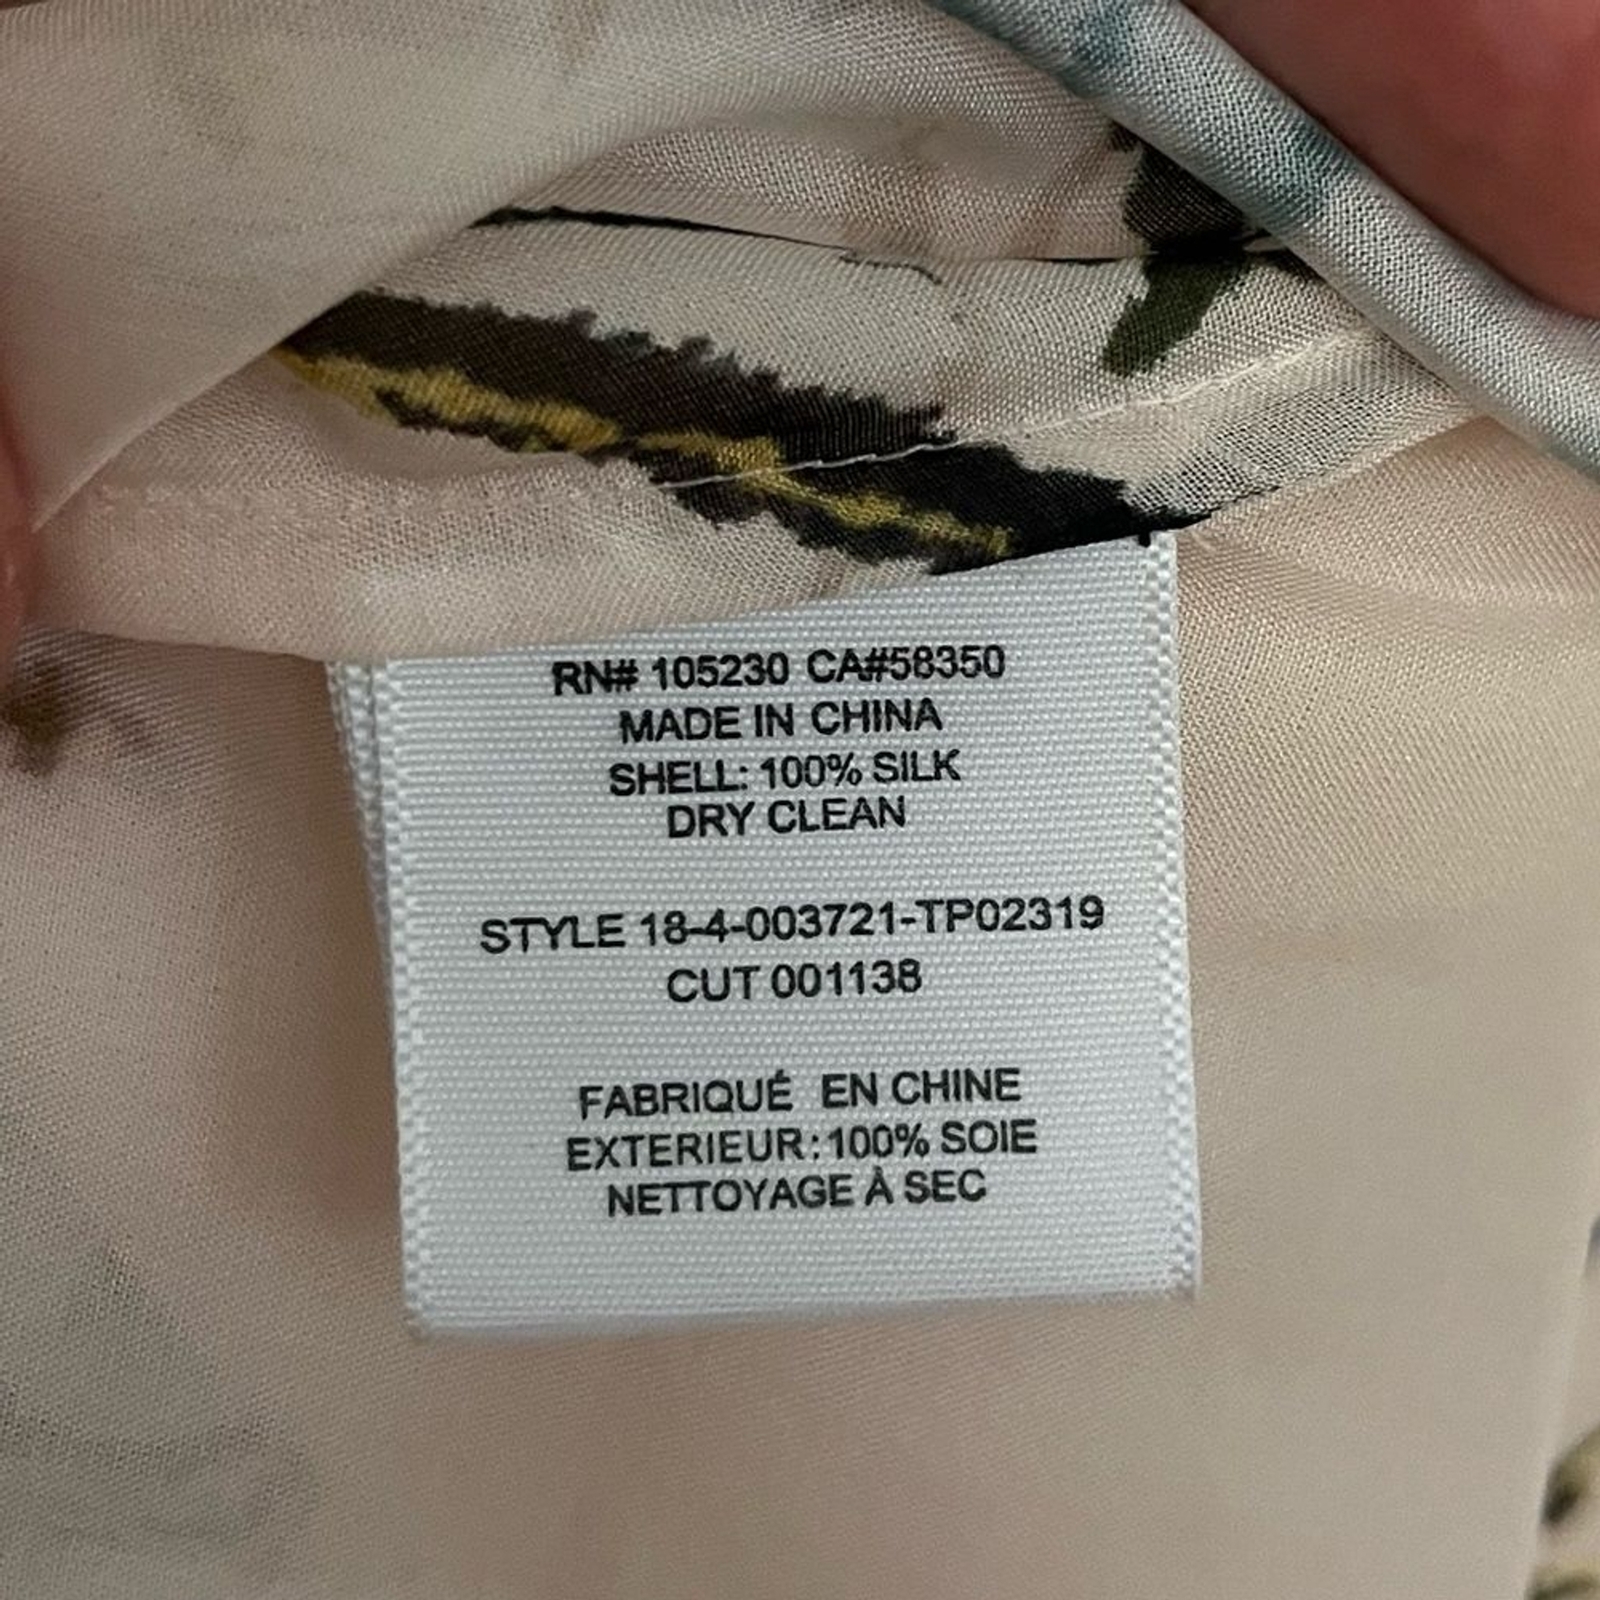 RN# 105230 CA#58350
MADE IN CHINA
SHELL: 100% SILK
DRY CLEAN
STYLE 18-4-003721-TP02319
CUT 001138
FABRIQUÉ EN CHINE
EXTERIEUR: 100% SOIE
NETTOYAGE À SEC